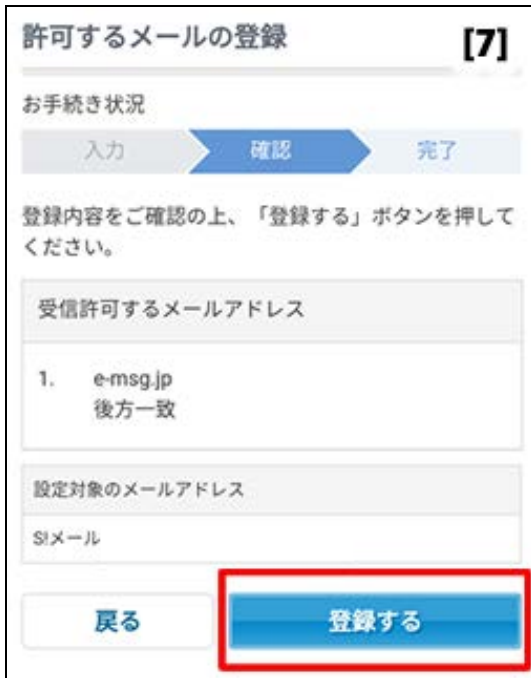 許可するメールの登録
[7]
お手続き状況
入力 確認 完了
登録内容をご確認の上、「登録する」ボタンを押して
ください。
受信許可するメールアドレス
1. e-msg.jp
後方一致
設定対象のメールアドレス
S!メール
戻る 登録する